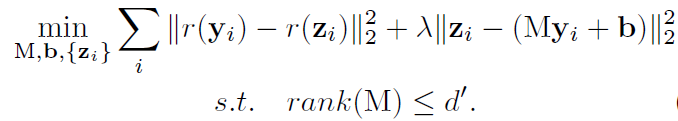 min_{M,b,{z_i}} ∑_i ‖r(y_i) − r(z_i)‖_2^2 + λ‖z_i − (My_i + b)‖_2^2
s.t. rank(M) ≤ d′.